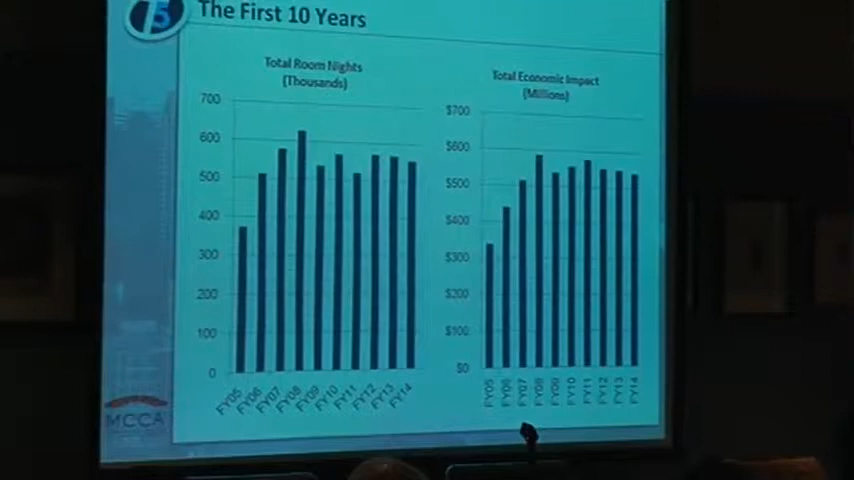 15
The First 10 Years
Total Room Nights
(Thousands)
700
600
500
400
300
200
100
0
FY05
FY06
FY07
FY08
FY09
FY10
FY11
FY12
FY13
FY14
Total Economic Impact
(Millions)
$700
$600
$500
$400
$300
$200
$100
$0
FY05
FY06
FY07
FY08
FY09
FY10
FY11
FY12
FY13
FY14
MCCA